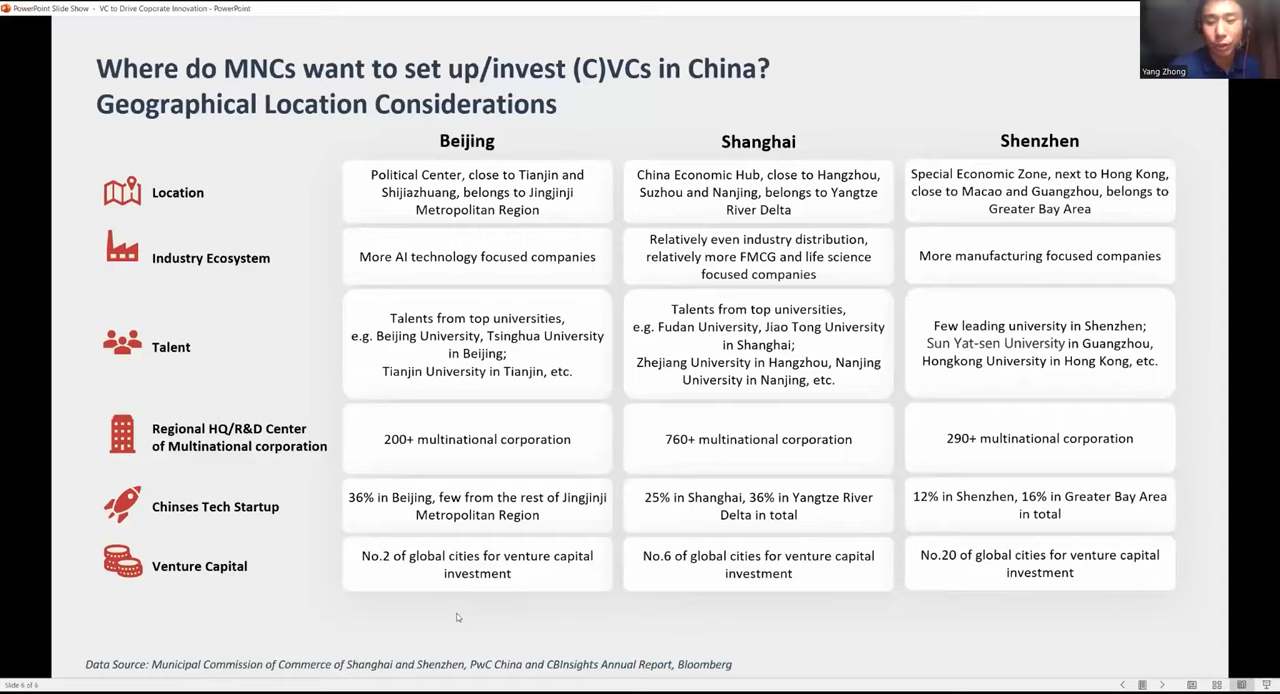 PowerPoint Slide Show - VC to Drive Coporate Innovation - PowerPoint
Yang Zhong
Where do MNCs want to set up/invest (C)VCs in China?
Geographical Location Considerations
Beijing
Shanghai
Shenzhen
Location
Political Center, close to Tianjin and
Shijiazhuang, belongs to Jingjinji
Metropolitan Region
China Economic Hub, close to Hangzhou,
Suzhou and Nanjing, belongs to Yangtze
River Delta
Special Economic Zone, next to Hong Kong,
close to Macao and Guangzhou, belongs to
Greater Bay Area
Industry Ecosystem
More AI technology focused companies
Relatively even industry distribution,
relatively more FMCG and life science
focused companies
More manufacturing focused companies
Talent
Talents from top universities,
e.g. Beijing University, Tsinghua University
in Beijing;
Tianjin University in Tianjin, etc.
Talents from top universities,
e.g. Fudan University, Jiao Tong University
in Shanghai;
Zhejiang University in Hangzhou, Nanjing
University in Nanjing, etc.
Few leading university in Shenzhen;
Sun Yat-sen University in Guangzhou,
Hongkong University in Hong Kong, etc.
Regional HQ/R&D Center
of Multinational corporation
200+ multinational corporation
760+ multinational corporation
290+ multinational corporation
Chinses Tech Startup
36% in Beijing, few from the rest of Jingjinji
Metropolitan Region
25% in Shanghai, 36% in Yangtze River
Delta in total
12% in Shenzhen, 16% in Greater Bay Area
in total
Venture Capital
No.2 of global cities for venture capital
investment
No.6 of global cities for venture capital
investment
No.20 of global cities for venture capital
investment
Data Source: Municipal Commission of Commerce of Shanghai and Shenzhen, PwC China and CBInsights Annual Report, Bloomberg
Slide 6 of 6